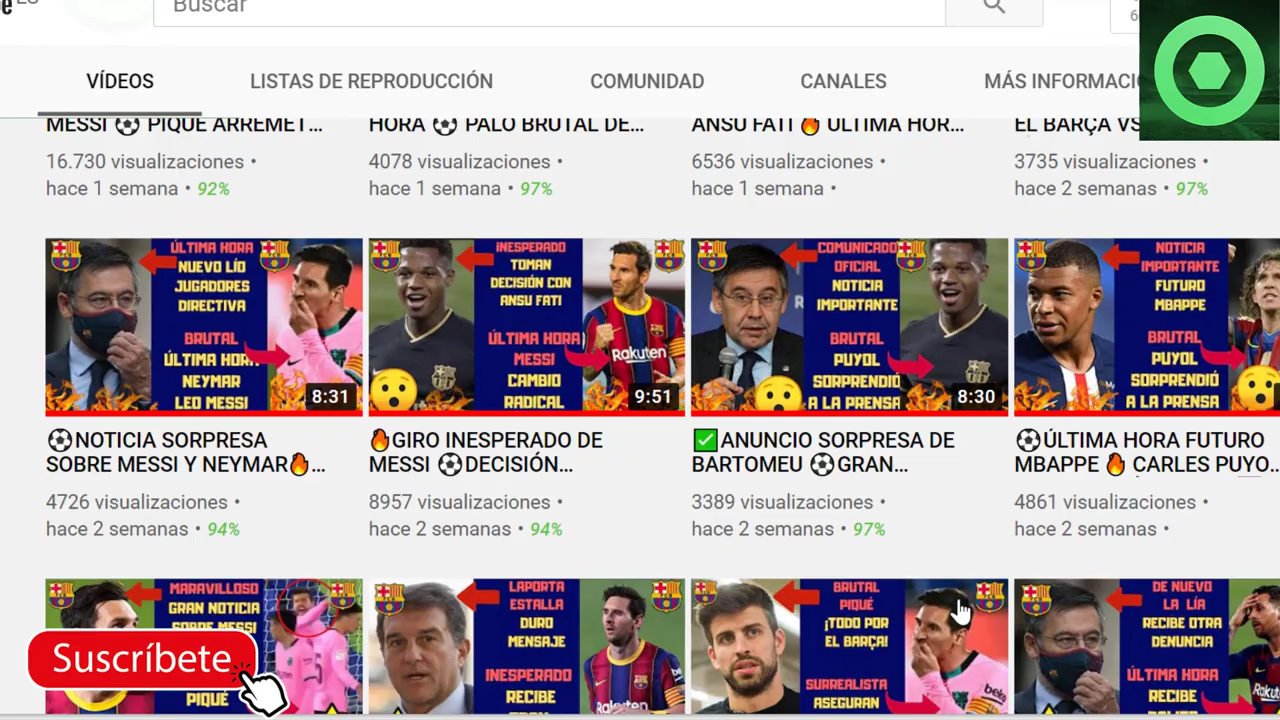 ES
Buscar
VÍDEOS
LISTAS DE REPRODUCCIÓN
COMUNIDAD
CANALES
MÁS INFORMACI
MESSI ⚽ PIQUE ARREMET...
HORA ⚽ PALO BRUTAL DE...
ANSU FATI🔥ULTIMA HOR...
EL BARÇA VS
16.730 visualizaciones •
hace 1 semana • 92%
4078 visualizaciones •
hace 1 semana • 97%
6536 visualizaciones •
hace 1 semana •
3735 visualizaciones •
hace 2 semanas • 97%
ÚLTIMA HORA
NUEVO LÍO
JUGADORES
DIRECTIVA
BRUTAL
ÚLTIMA HORA
NEYMAR
LEO MESSI
8:31
INESPERADO
TOMAN
DECISIÓN CON
ANSU FATI
ÚLTIMA HORA
MESSI
CAMBIO
RADICAL
Rakuten
9:51
COMUNICADO
OFICIAL
NOTICIA
IMPORTANTE
BRUTAL
PUYOL
SORPRENDIÓ
A LA PRENSA
8:30
NOTICIA
IMPORTANTE
FUTURO
MBAPPE
BRUTAL
PUYOL
SORPRENDIÓ
A LA PRENSA
⚽NOTICIA SORPRESA
SOBRE MESSI Y NEYMAR🔥...
4726 visualizaciones •
hace 2 semanas • 94%
🔥GIRO INESPERADO DE
MESSI ⚽DECISIÓN...
8957 visualizaciones •
hace 2 semanas • 94%
✅ANUNCIO SORPRESA DE
BARTOMEU ⚽GRAN...
3389 visualizaciones •
hace 2 semanas • 97%
⚽ÚLTIMA HORA FUTURO
MBAPPE 🔥 CARLES PUYO...
4861 visualizaciones •
hace 2 semanas •
MARAVILLOSO
GRAN NOTICIA
SOBRE MESSI
PIQUÉ
LAPORTA
ESTALLA
DURO
MENSAJE
INESPERADO
RECIBE
BRUTAL
PIQUÉ
¡TODO POR
EL BARÇA!
SURREALISTA
ASEGURAN
beko
DE NUEVO
LA LÍA
RECIBE OTRA
DENUNCIA
ÚLTIMA HORA
RECIBE
Suscríbete